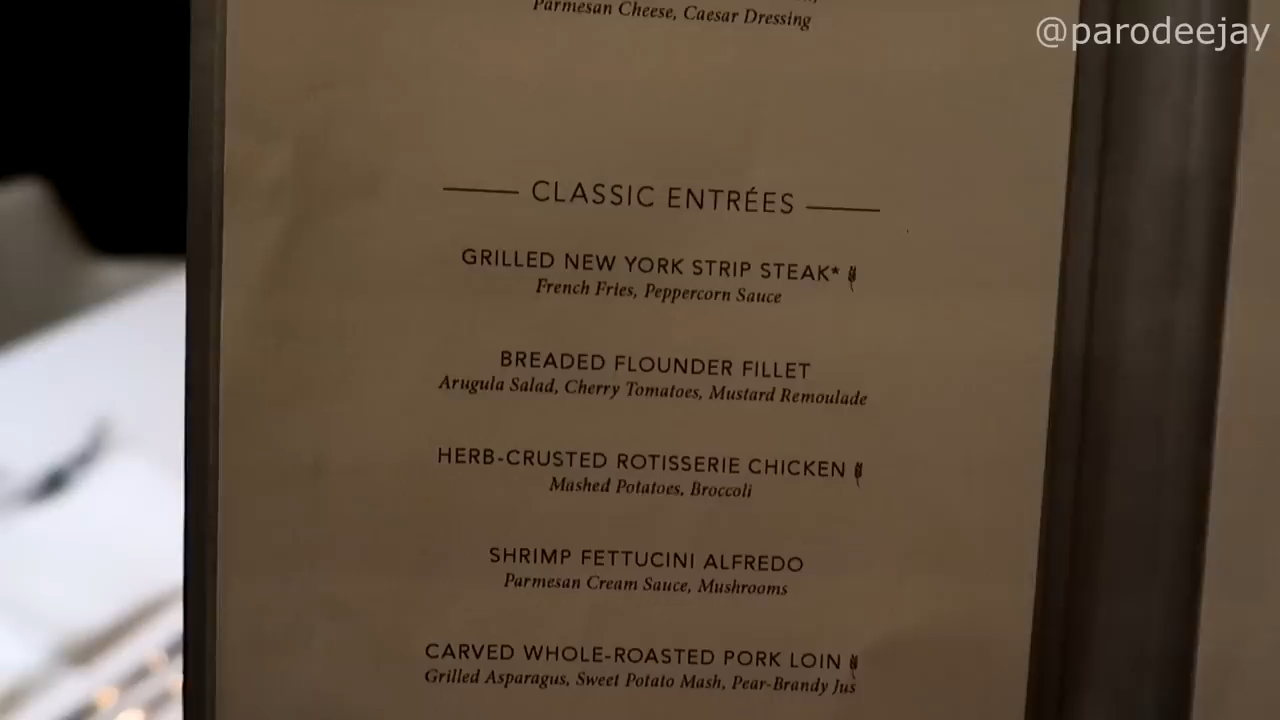 @parodeejay
Parmesan Cheese, Caesar Dressing
CLASSIC ENTRÉES
GRILLED NEW YORK STRIP STEAK*
French Fries, Peppercorn Sauce
BREADED FLOUNDER FILLET
Arugula Salad, Cherry Tomatoes, Mustard Remoulade
HERB-CRUSTED ROTISSERIE CHICKEN
Mashed Potatoes, Broccoli
SHRIMP FETTUCINI ALFREDO
Parmesan Cream Sauce, Mushrooms
CARVED WHOLE-ROASTED PORK LOIN
Grilled Asparagus, Sweet Potato Mash, Pear-Brandy Jus